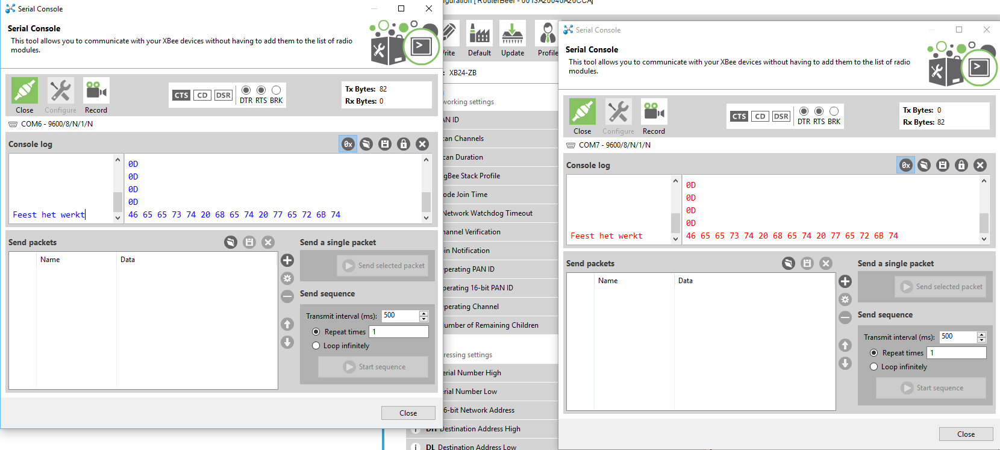 Serial Console
Serial Console
This tool allows you to communicate with your XBee devices without having to add them to the list of radio
modules.
Close
Configure
Record
CTS CD DSR
DTR RTS BRK
Tx Bytes: 82
Rx Bytes: 0
COM6 - 9600/8/N/1/N
Console log
0x
0D
0D
0D
0D
Feest het werkt
46 65 65 73 74 20 68 65 74 20 77 65 72 6B 74
Send packets
Name Data
Send a single packet
Send selected packet
Send sequence
Transmit interval (ms): 500
Repeat times 1
Loop infinitely
Start sequence
Close
figuration [ RouterBeer - 0013A20040A20CCA]
rite
Default
Update
Profile
: XB24-ZB
working settings
AN ID
can Channels
can Duration
gBee Stack Profile
ode Join Time
Network Watchdog Timeout
hannel Verification
oin Notification
perating PAN ID
perating 16-bit PAN ID
perating Channel
umber of Remaining Children
ressing settings
erial Number High
erial Number Low
6-bit Network Address
DH Destination Address High
DL Destination Address Low
Serial Console
Serial Console
This tool allows you to communicate with your XBee devices without having to add them to the list of radio
modules.
Close
Configure
Record
CTS CD DSR
DTR RTS BRK
Tx Bytes: 0
Rx Bytes: 82
COM7 - 9600/8/N/1/N
Console log
0x
0D
0D
0D
0D
Feest het werkt
46 65 65 73 74 20 68 65 74 20 77 65 72 6B 74
Send packets
Name Data
Send a single packet
Send selected packet
Send sequence
Transmit interval (ms): 500
Repeat times 1
Loop infinitely
Start sequence
Close